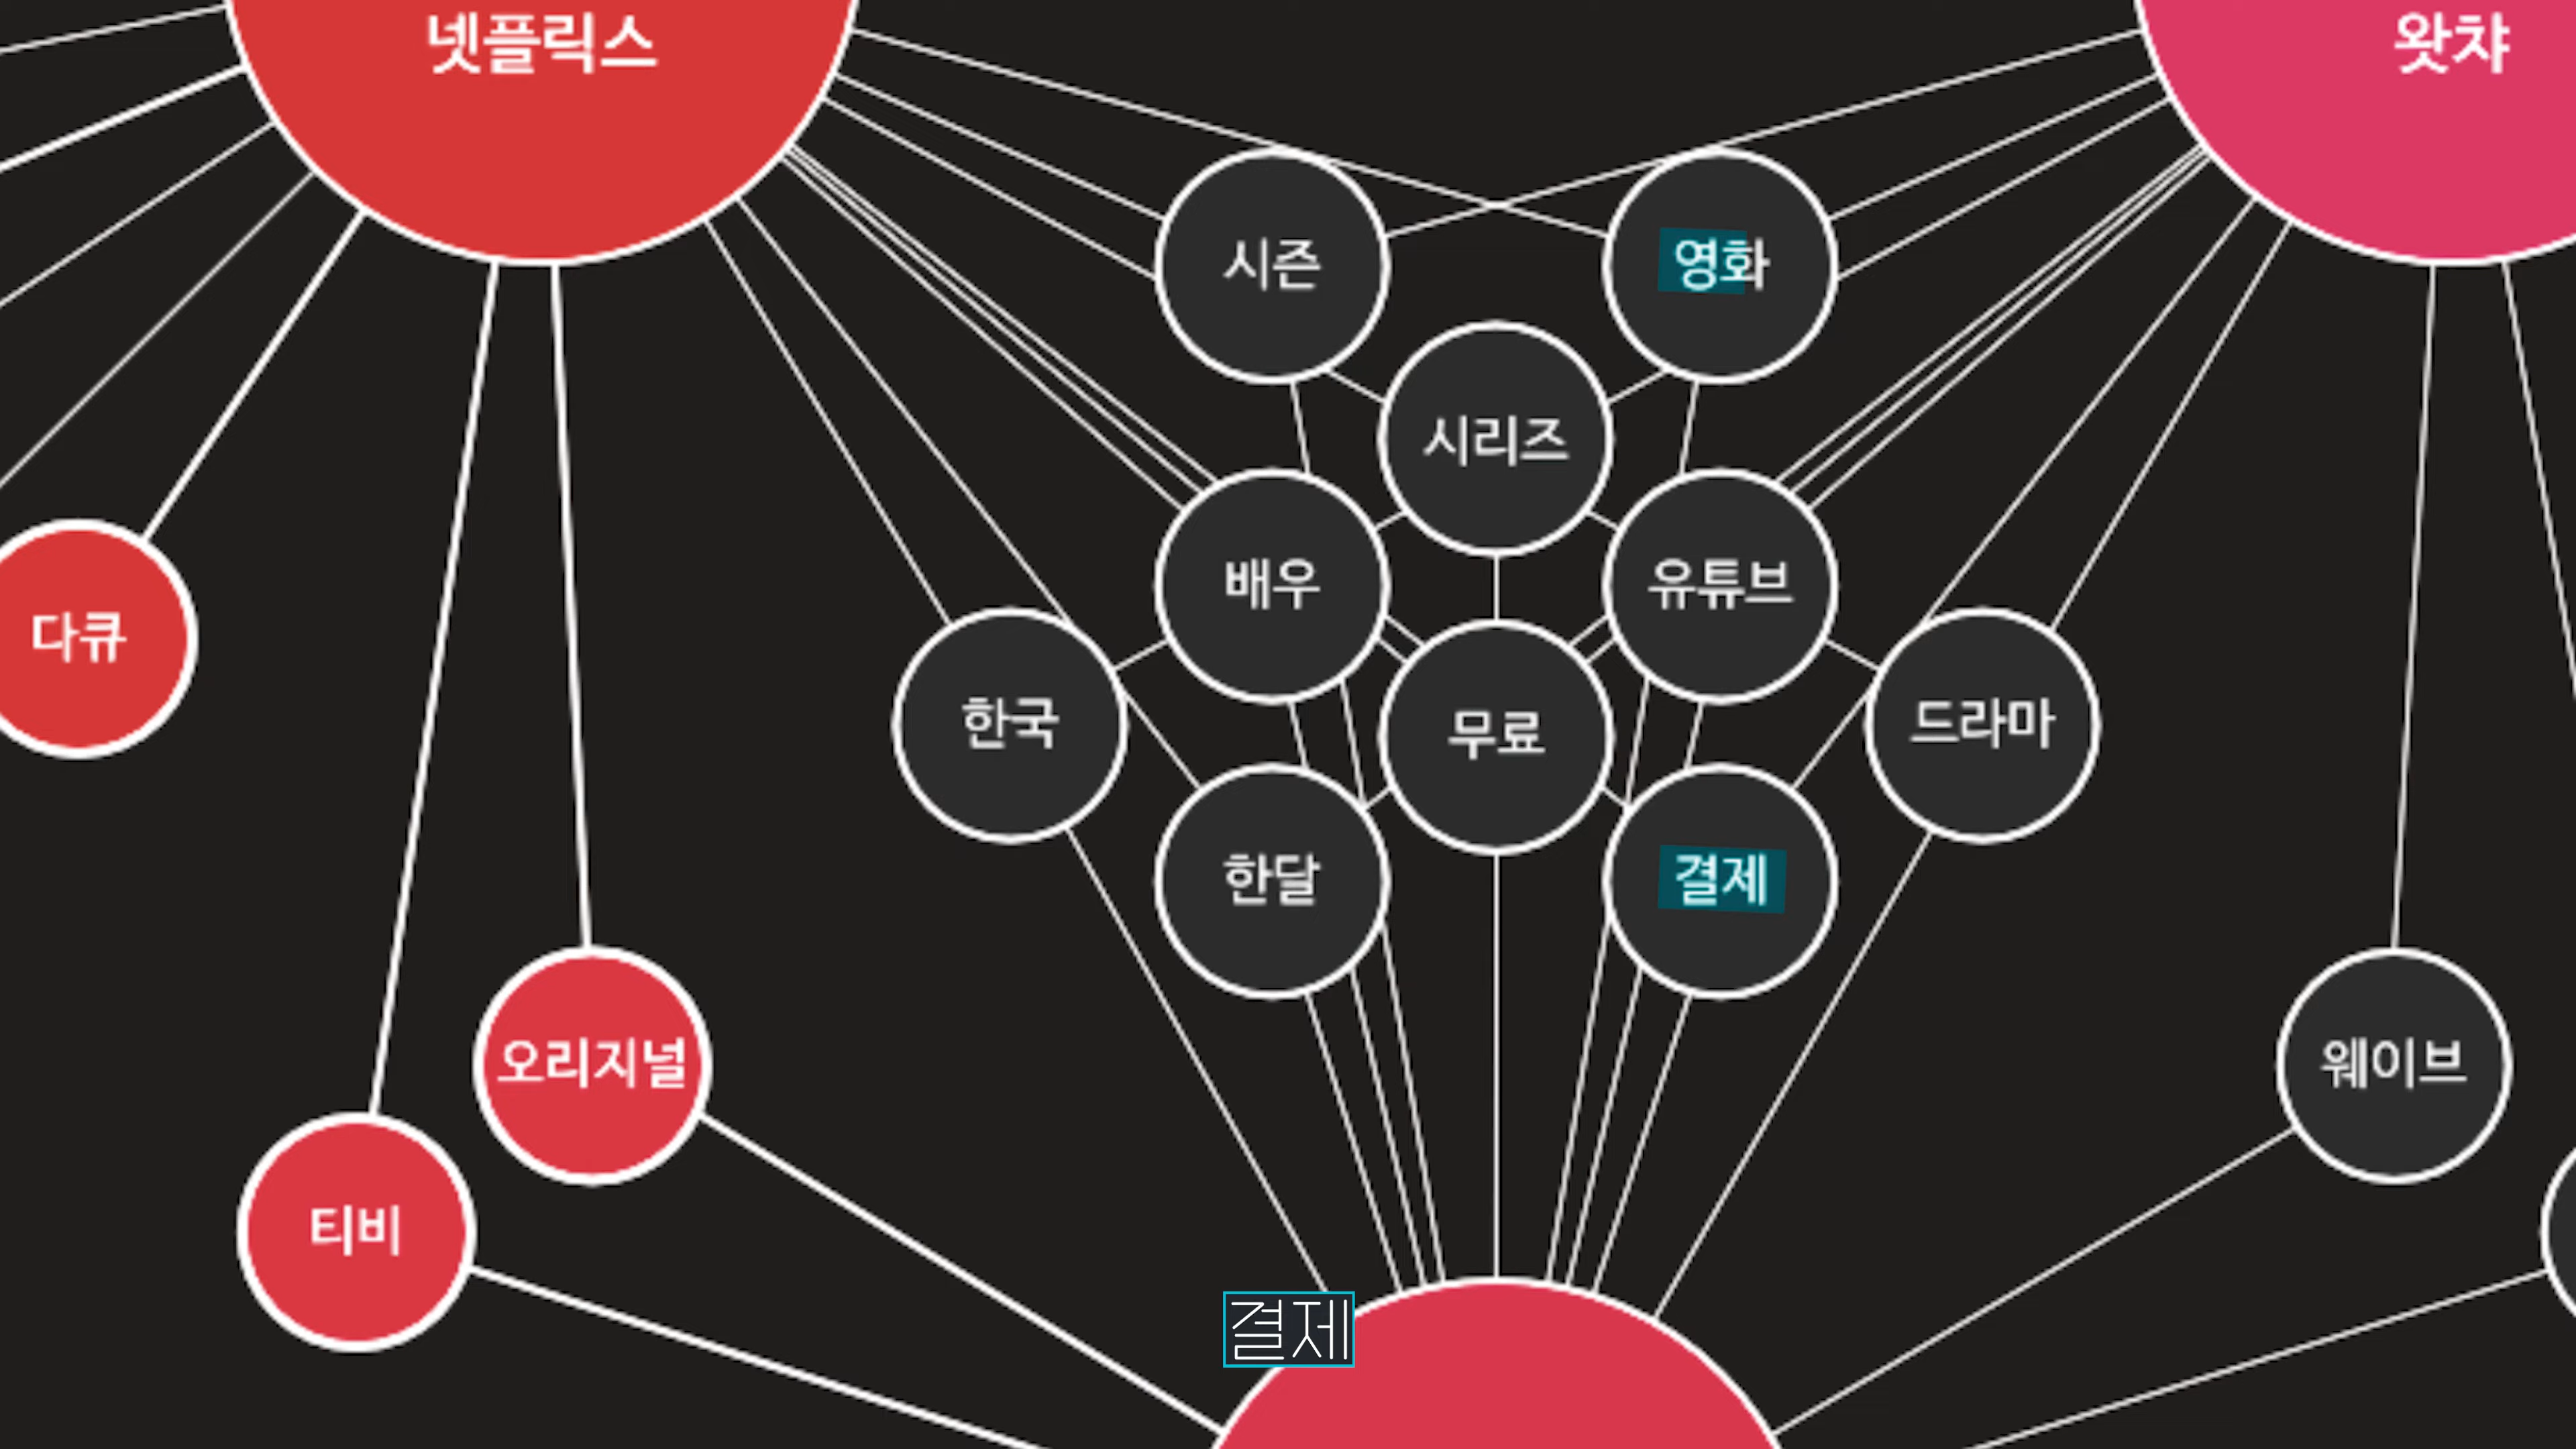 넷플릭스
왓챠
시즌
영화
시리즈
배우
유튜브
다큐
한국
무료
드라마
한달
결제
오리지널
웨이브
티비
결제